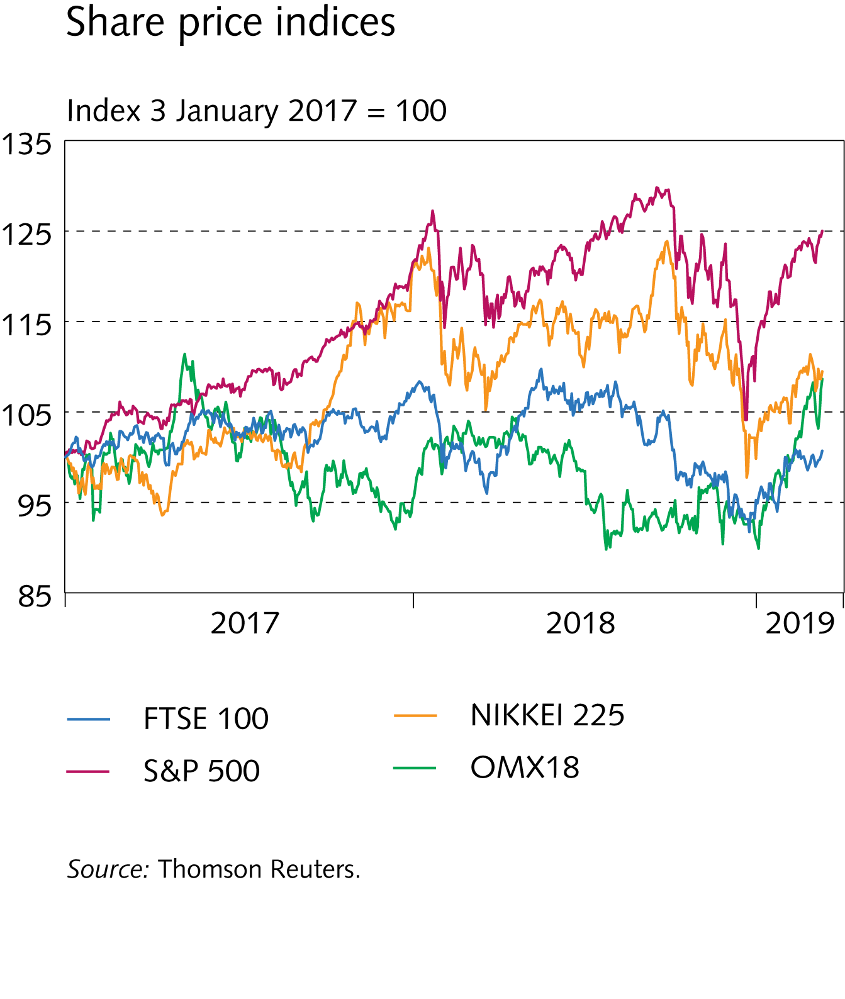 Share price indices
Index 3 January 2017 = 100
135
125
115
105
95
85
2017 2018 2019
FTSE 100 NIKKEI 225
S&P 500 OMX18
Source: Thomson Reuters.